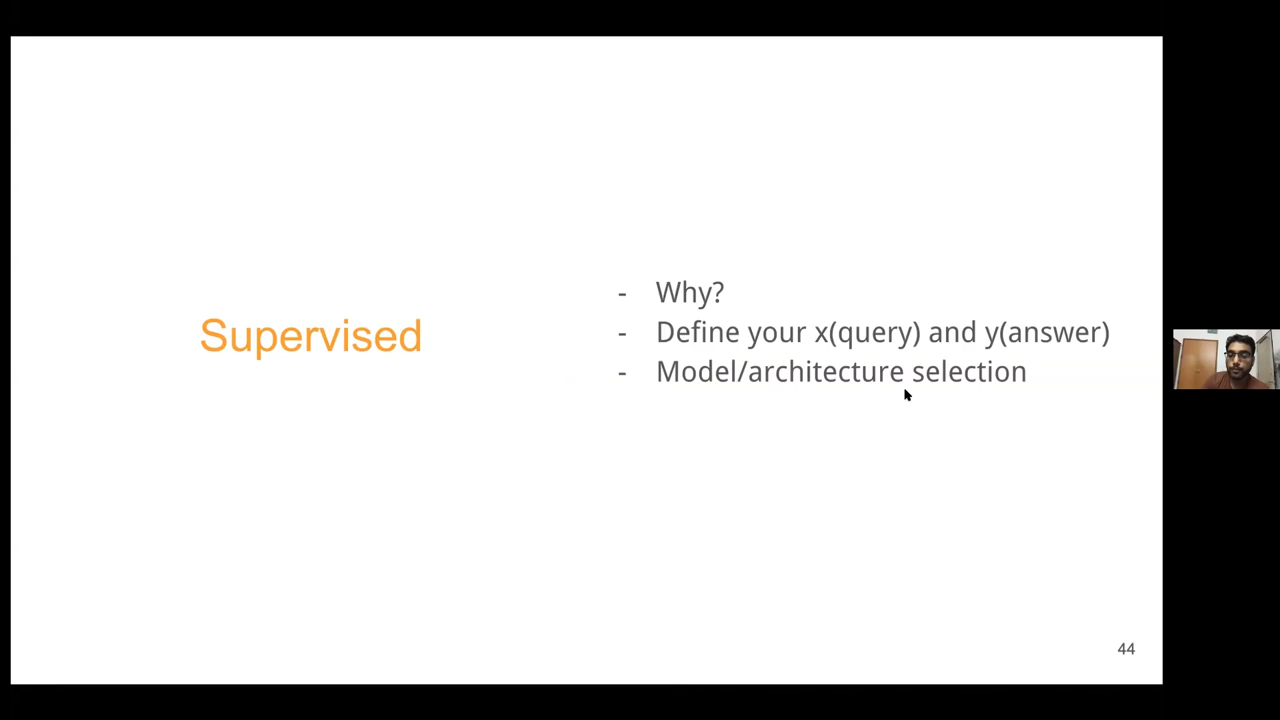 Supervised
- Why?
- Define your x(query) and y(answer)
- Model/architecture selection
44